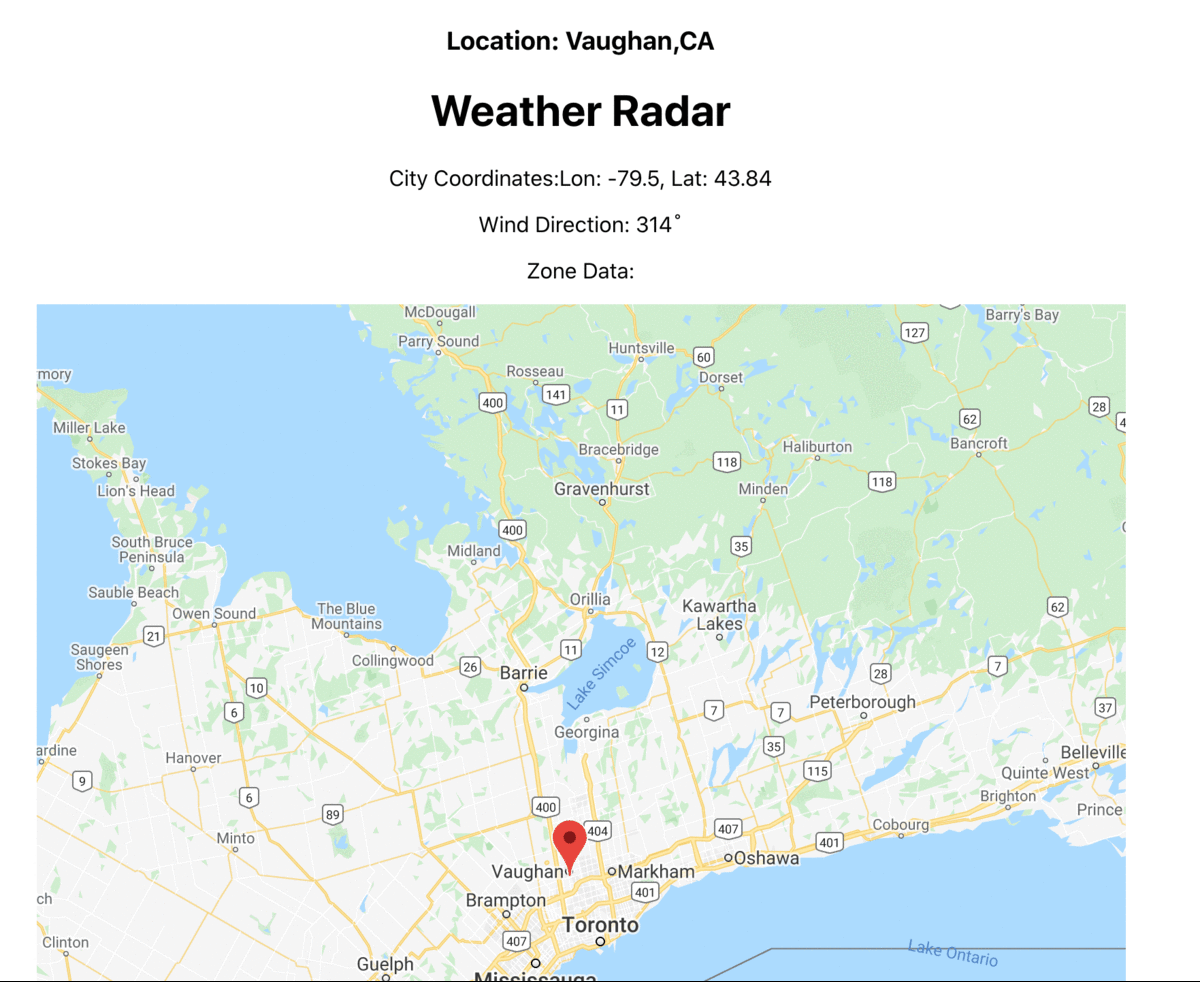 Location: Vaughan,CA
Weather Radar
City Coordinates:Lon: -79.5, Lat: 43.84
Wind Direction: 314°
Zone Data:
McDougall
Barry's Bay
127
Parry Sound
Huntsville
60
mory
Rosseau
Dorset
141
400
11
28
4
62
Miller Lake
Bracebridge
Haliburton
Bancroft
Stokes Bay
118
118
Lion's Head
Gravenhurst
Minden
400
South Bruce
Peninsula
Midland
35
Sauble Beach
Orillia
Kawartha
Lakes
62
Owen Sound
The Blue
Mountains
21
11
12
Saugeen
Shores
Collingwood
26
Barrie
Lake Simcoe
28
7
10
6
7
7
Peterborough
37
Georgina
35
ardine
Hanover
Belleville
9
115
Quinte West
6
400
Brighton
89
Prince
404
407
Cobourg
Minto
401
Oshawa
Vaughan
Markham
401
Brampton
ch
Toronto
Clinton
407
Lake Ontario
Guelph
Mississauga